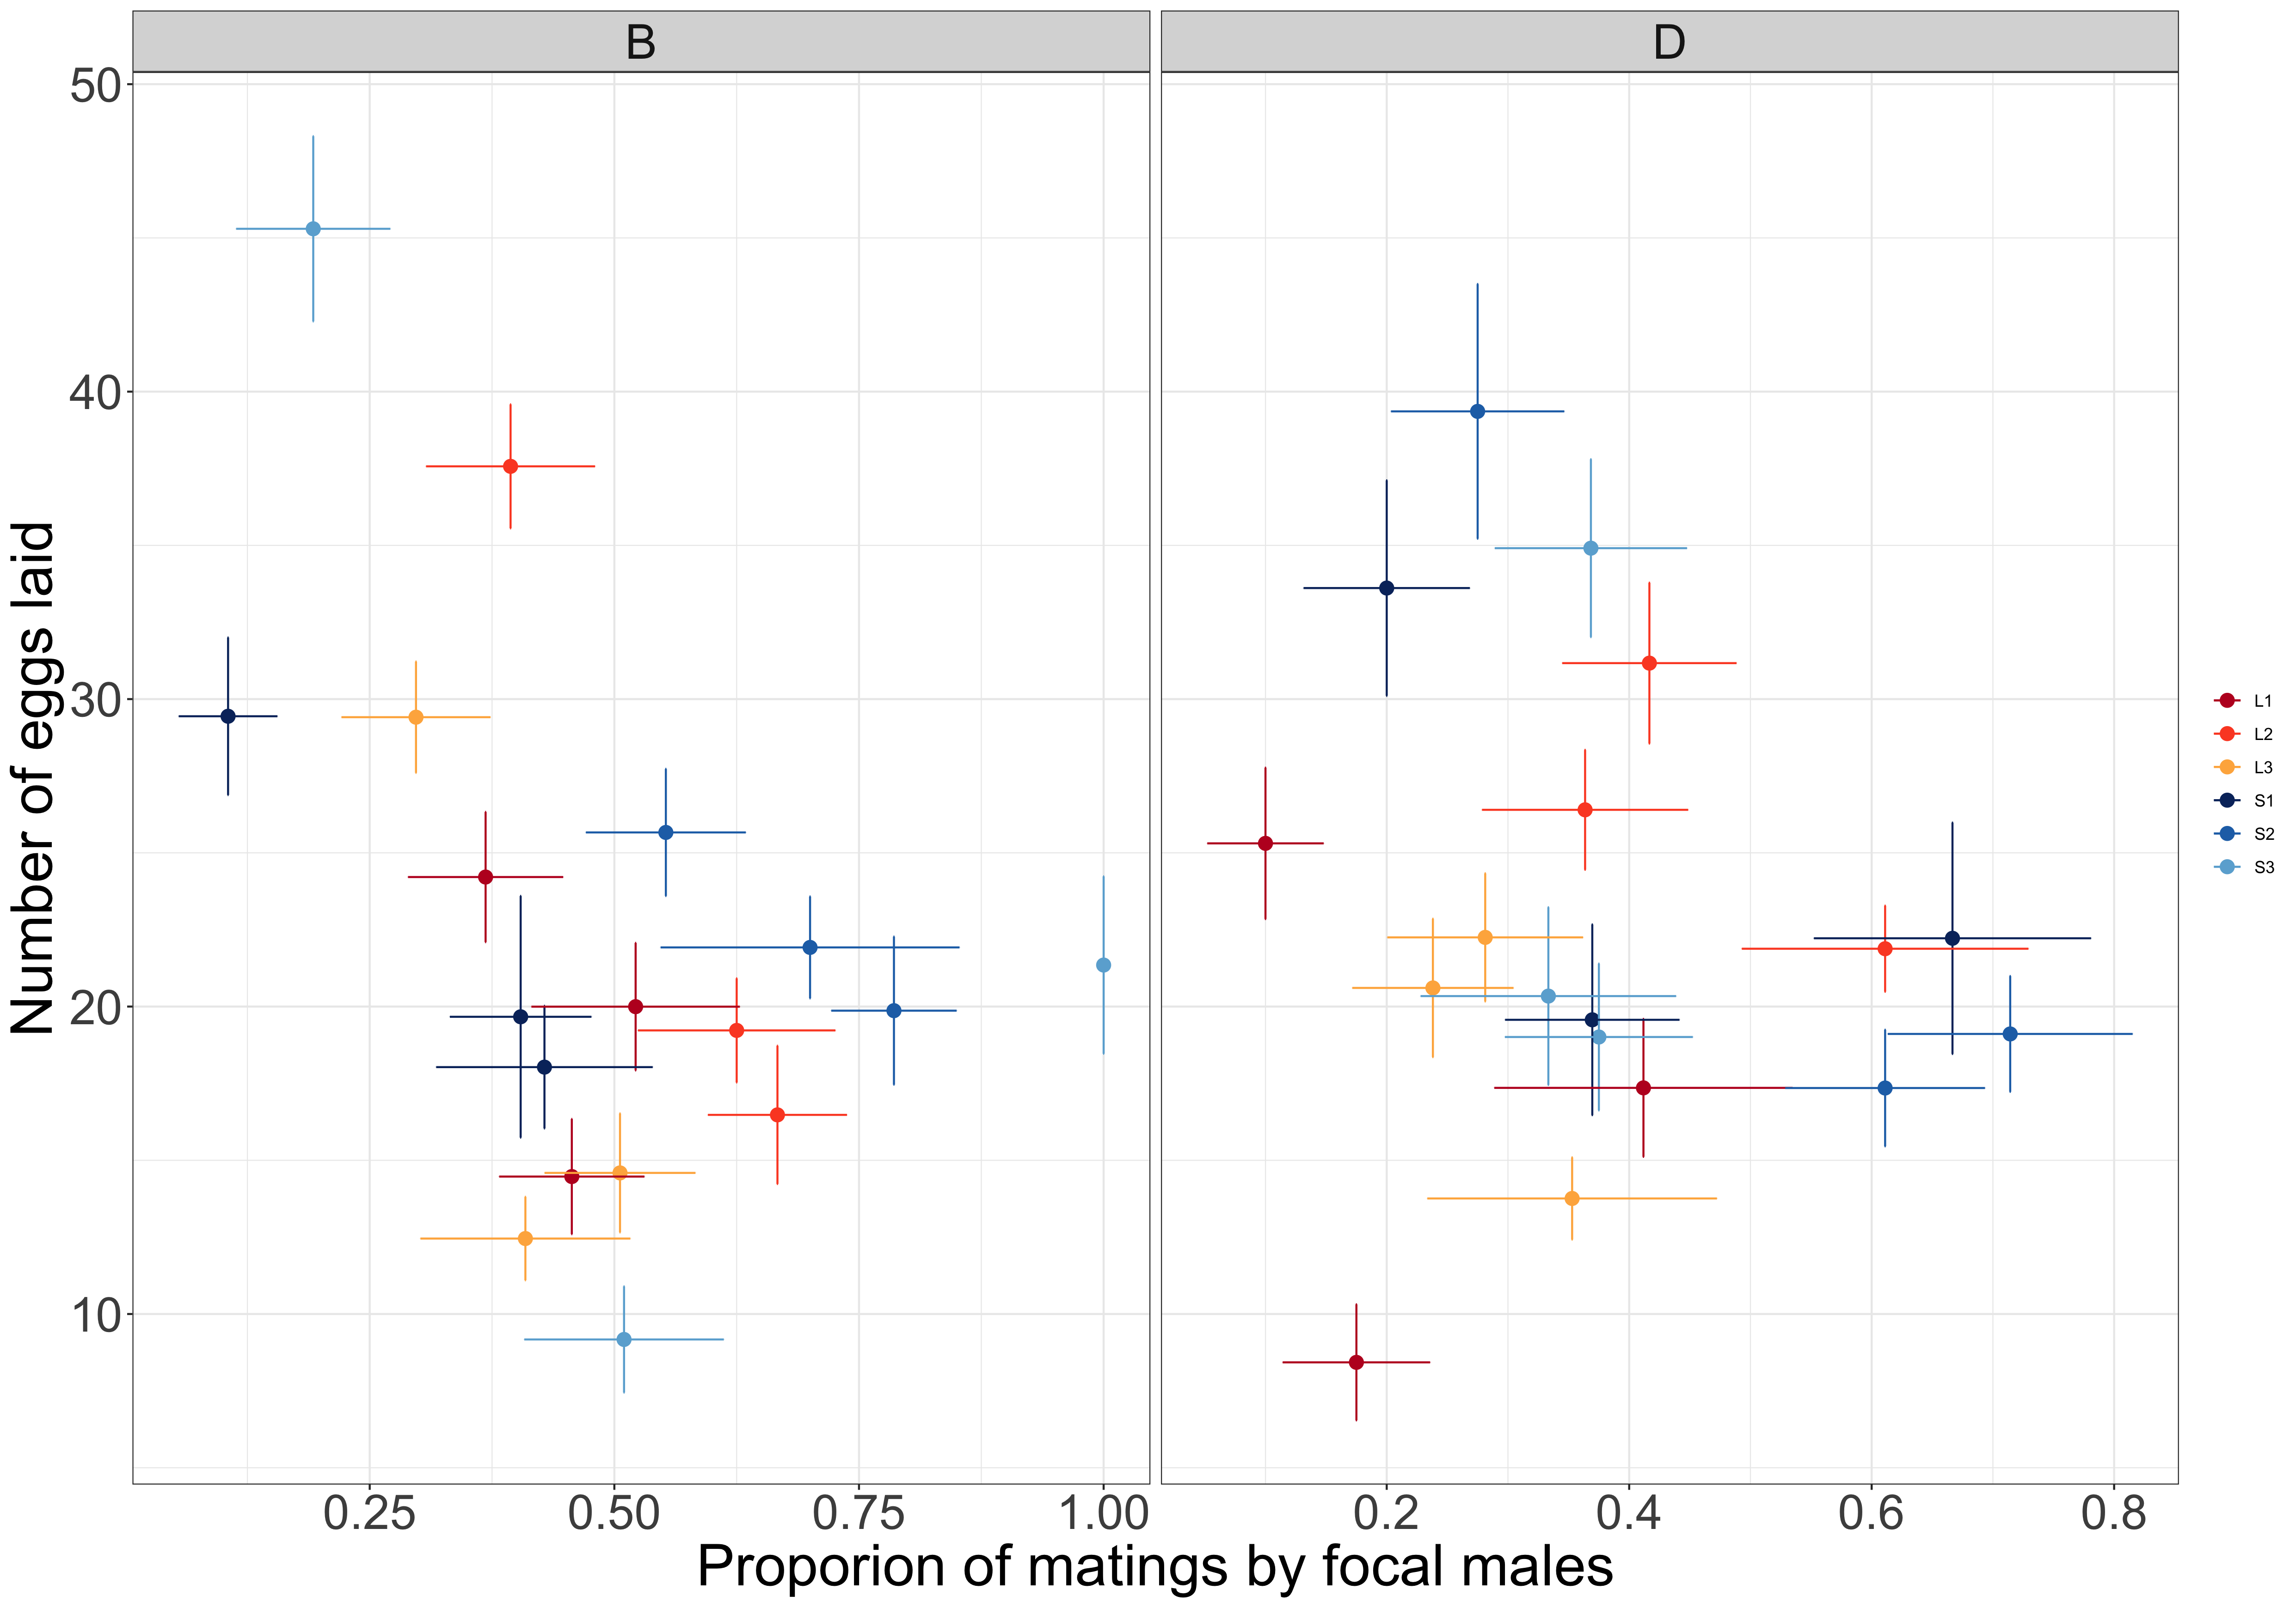 B
D
50
40
30
20
10
Number of eggs laid
0.25 0.50 0.75 1.00
0.2 0.4 0.6 0.8
Proporion of matings by focal males
L1
L2
L3
S1
S2
S3